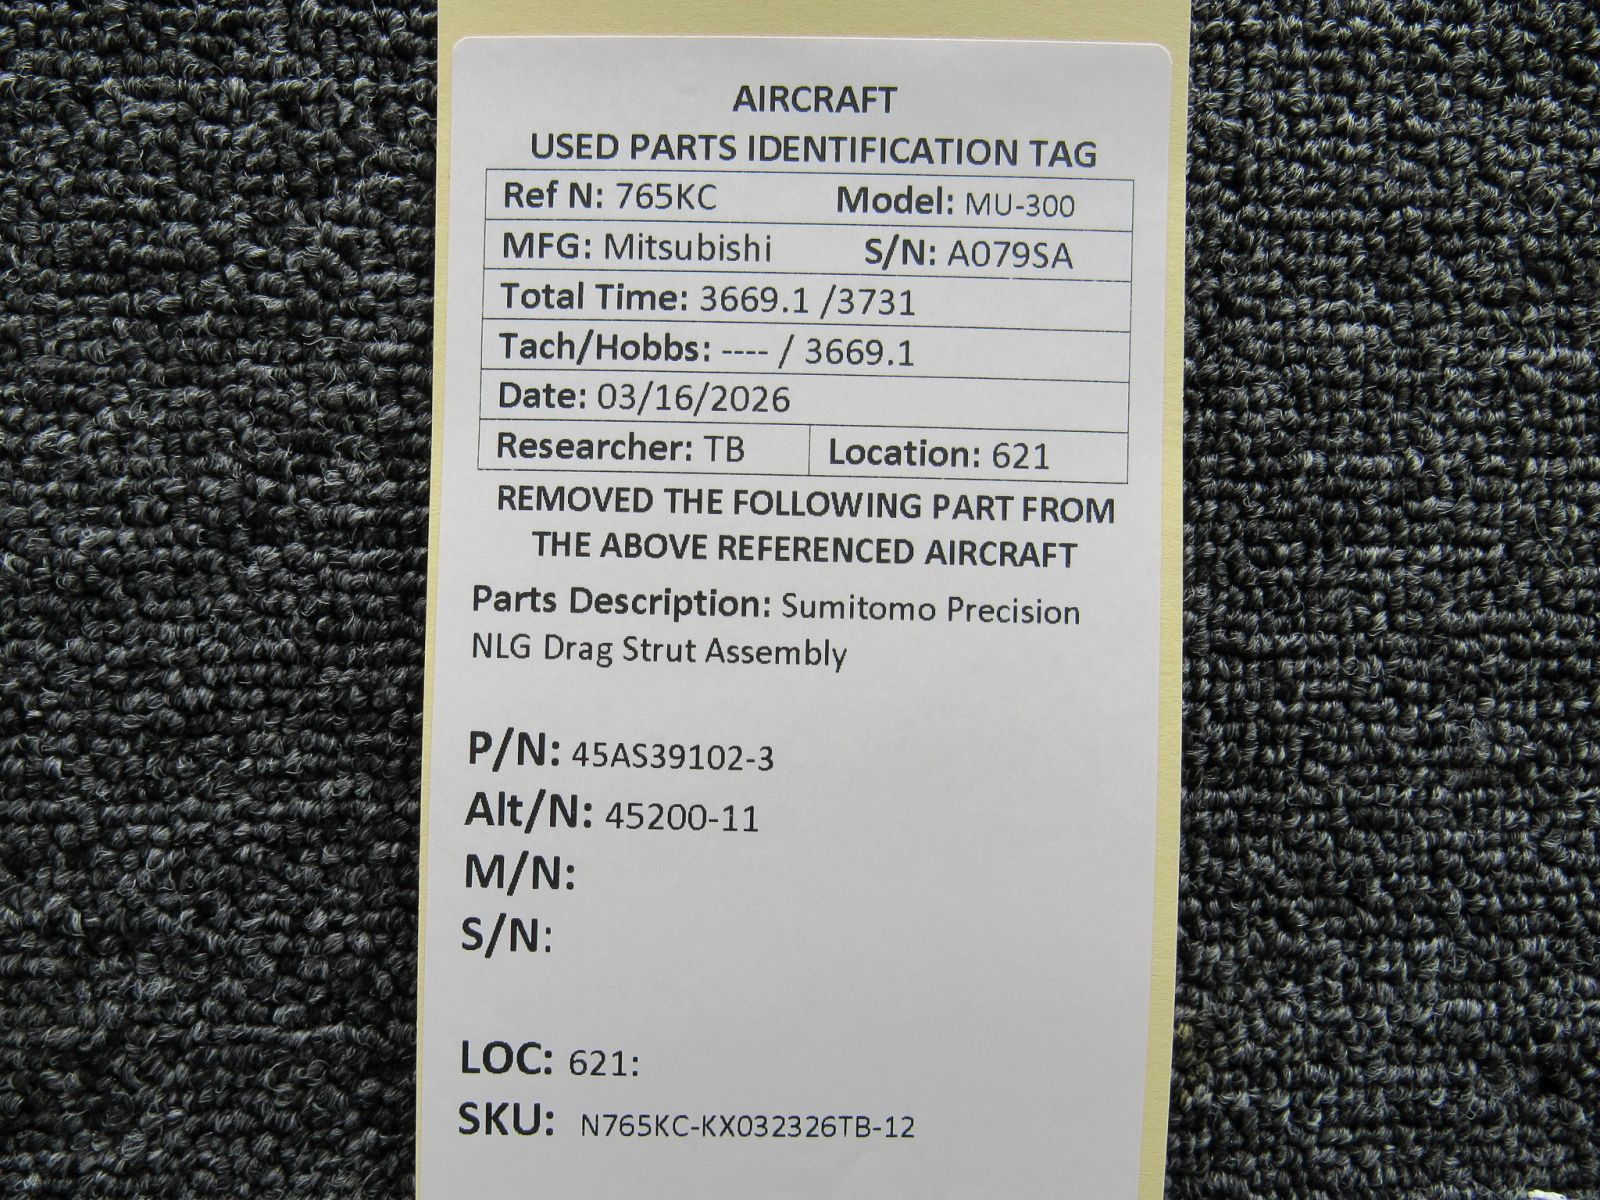 AIRCRAFT
USED PARTS IDENTIFICATION TAG
Ref N: 765KC Model: MU-300
MFG: Mitsubishi S/N: A079SA
Total Time: 3669.1 /3731
Tach/Hobbs: ---- / 3669.1
Date: 03/16/2026
Researcher: TB Location: 621
REMOVED THE FOLLOWING PART FROM
THE ABOVE REFERENCED AIRCRAFT
Parts Description: Sumitomo Precision
NLG Drag Strut Assembly
P/N: 45AS39102-3
Alt/N: 45200-11
M/N:
S/N:
LOC: 621:
SKU: N765KC-KX032326TB-12